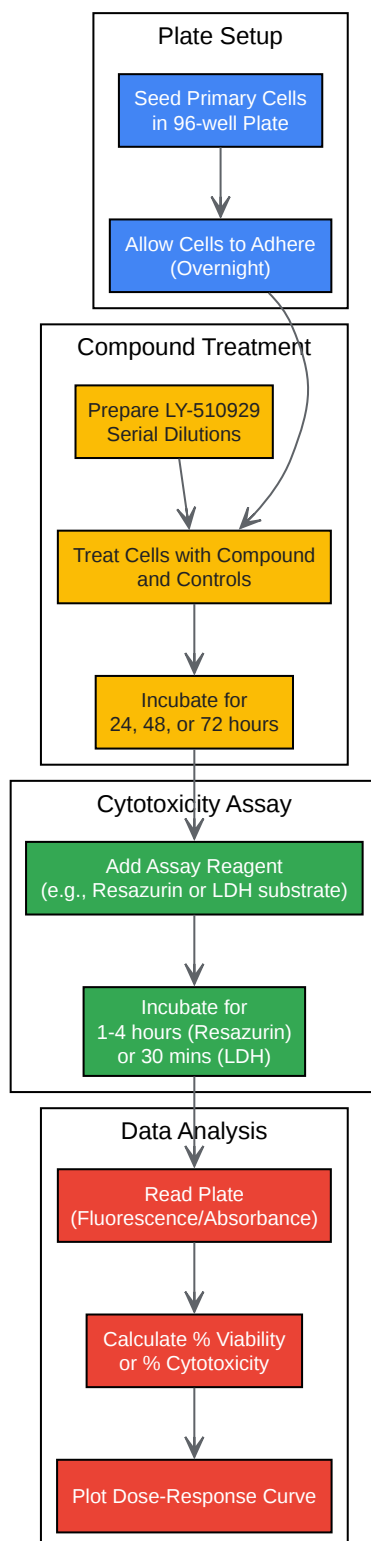 Plate Setup
Seed Primary Cells
in 96-well Plate
Allow Cells to Adhere
(Overnight)
Compound Treatment
Prepare LY-510929
Serial Dilutions
Treat Cells with Compound
and Controls
Incubate for
24, 48, or 72 hours
Cytotoxicity Assay
Add Assay Reagent
(e.g., Resazurin or LDH substrate)
Incubate for
1-4 hours (Resazurin)
or 30 mins (LDH)
Data Analysis
Read Plate
(Fluorescence/Absorbance)
Calculate % Viability
or % Cytotoxicity
Plot Dose-Response Curve